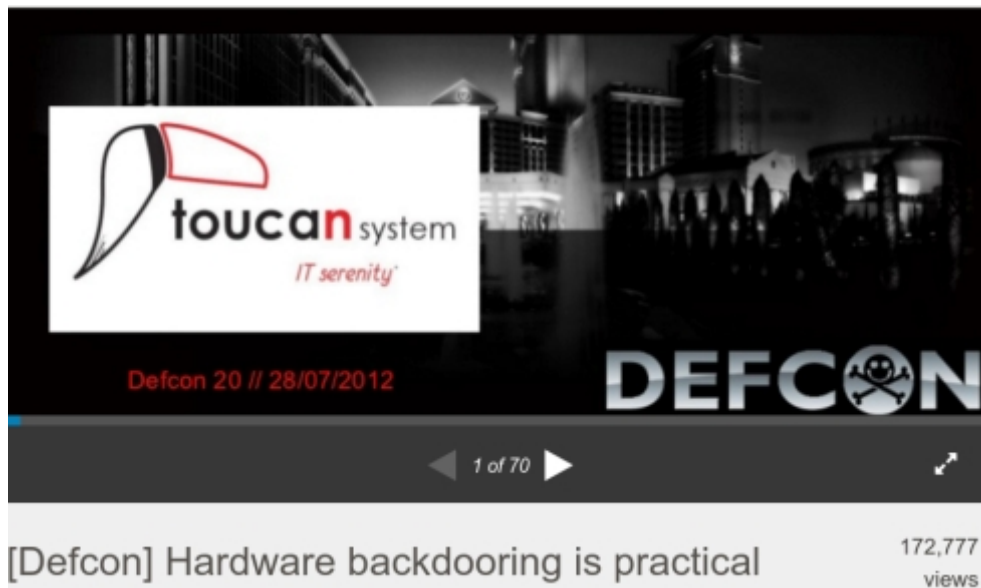 toucan system
IT serenity
Defcon 20 // 28/07/2012
DEFCON
1 of 70
[Defcon] Hardware backdooring is practical
172,777
views